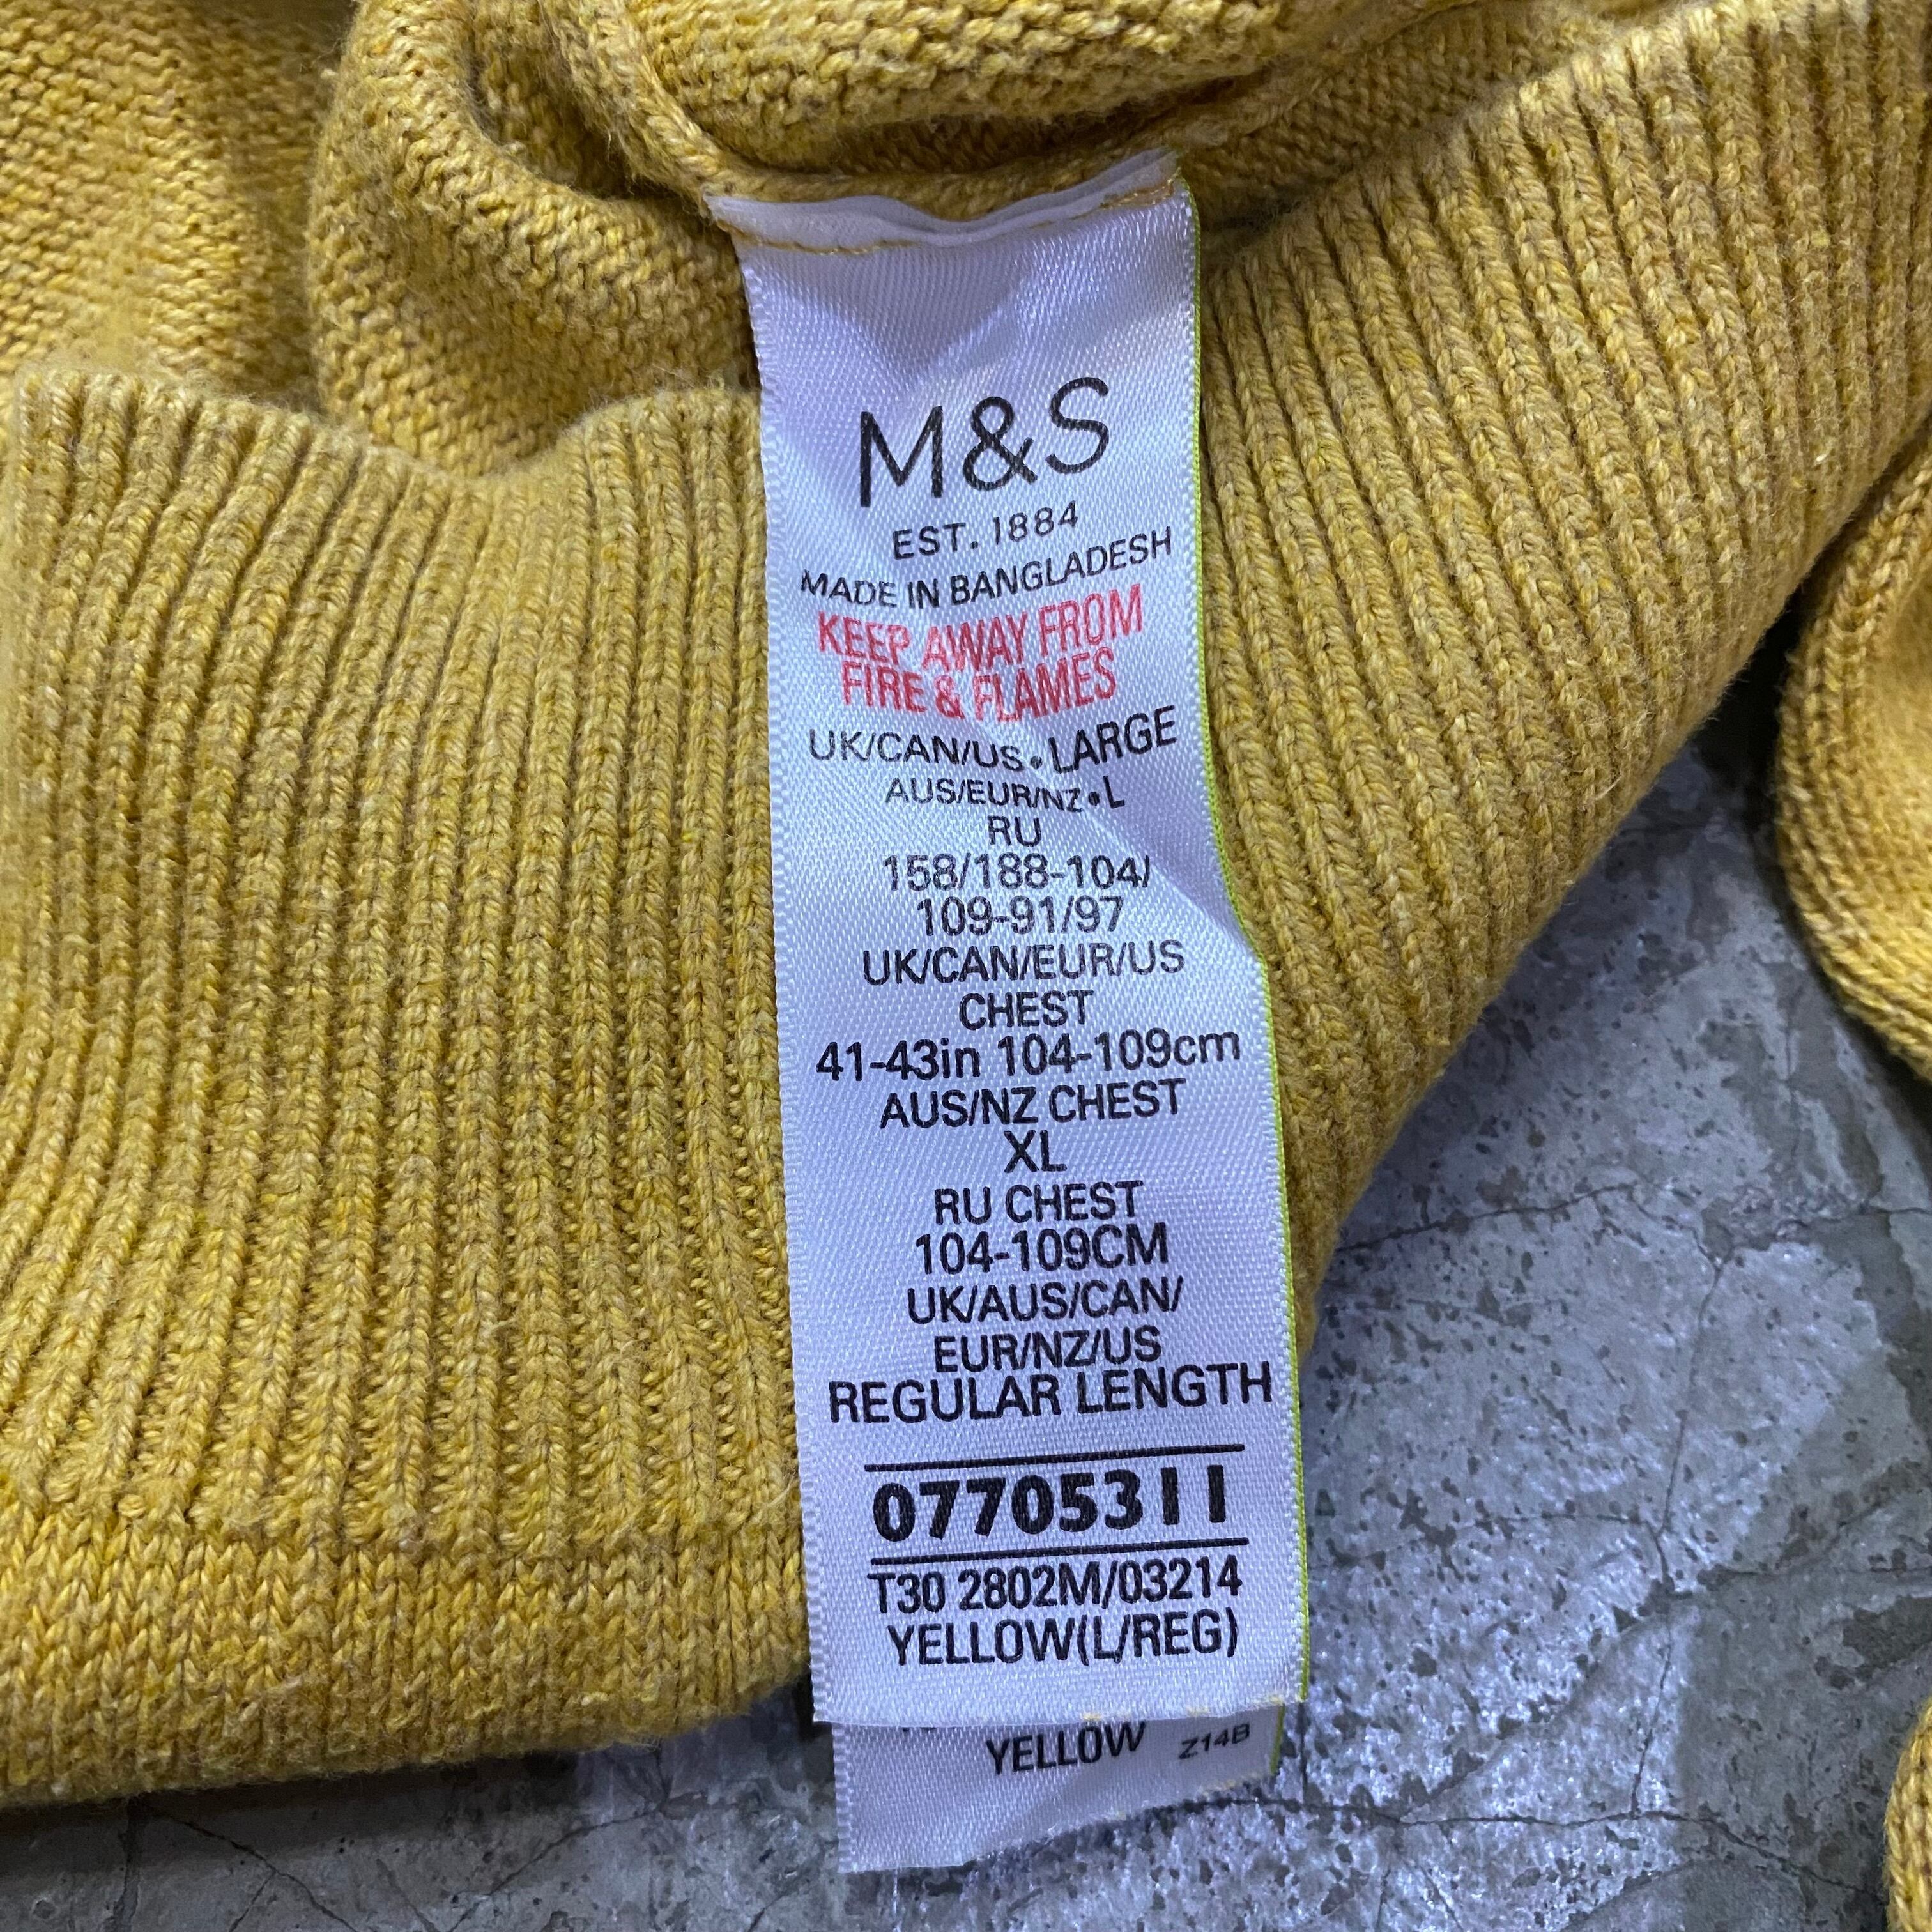 M&S
EST. 1884
MADE IN BANGLADESH
KEEP AWAY FROM
FIRE & FLAMES
UK/CAN/US•LARGE
AUS/EUR/NZ•L
RU
158/188-104/
109-91/97
UK/CAN/EUR/US
CHEST
41-43in 104-109cm
AUS/NZ CHEST
XL
RU CHEST
104-109CM
UK/AUS/CAN/
EUR/NZ/US
REGULAR LENGTH
07705311
T30 2802M/03214
YELLOW(L/REG)
YELLOW Z14B